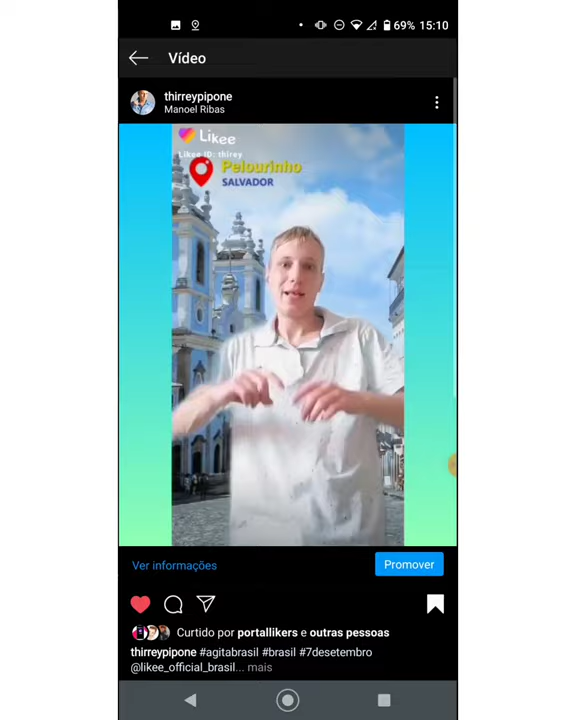 69% 15:10
Vídeo
thirreypipone
Manoel Ribas
Likee
Likee ID: thirey
Pelourinho
SALVADOR
Ver informações
Promover
Curtido por portallikers e outras pessoas
thirreypipone #agitabrasil #brasil #7desetembro
@likee_official_brasil... mais